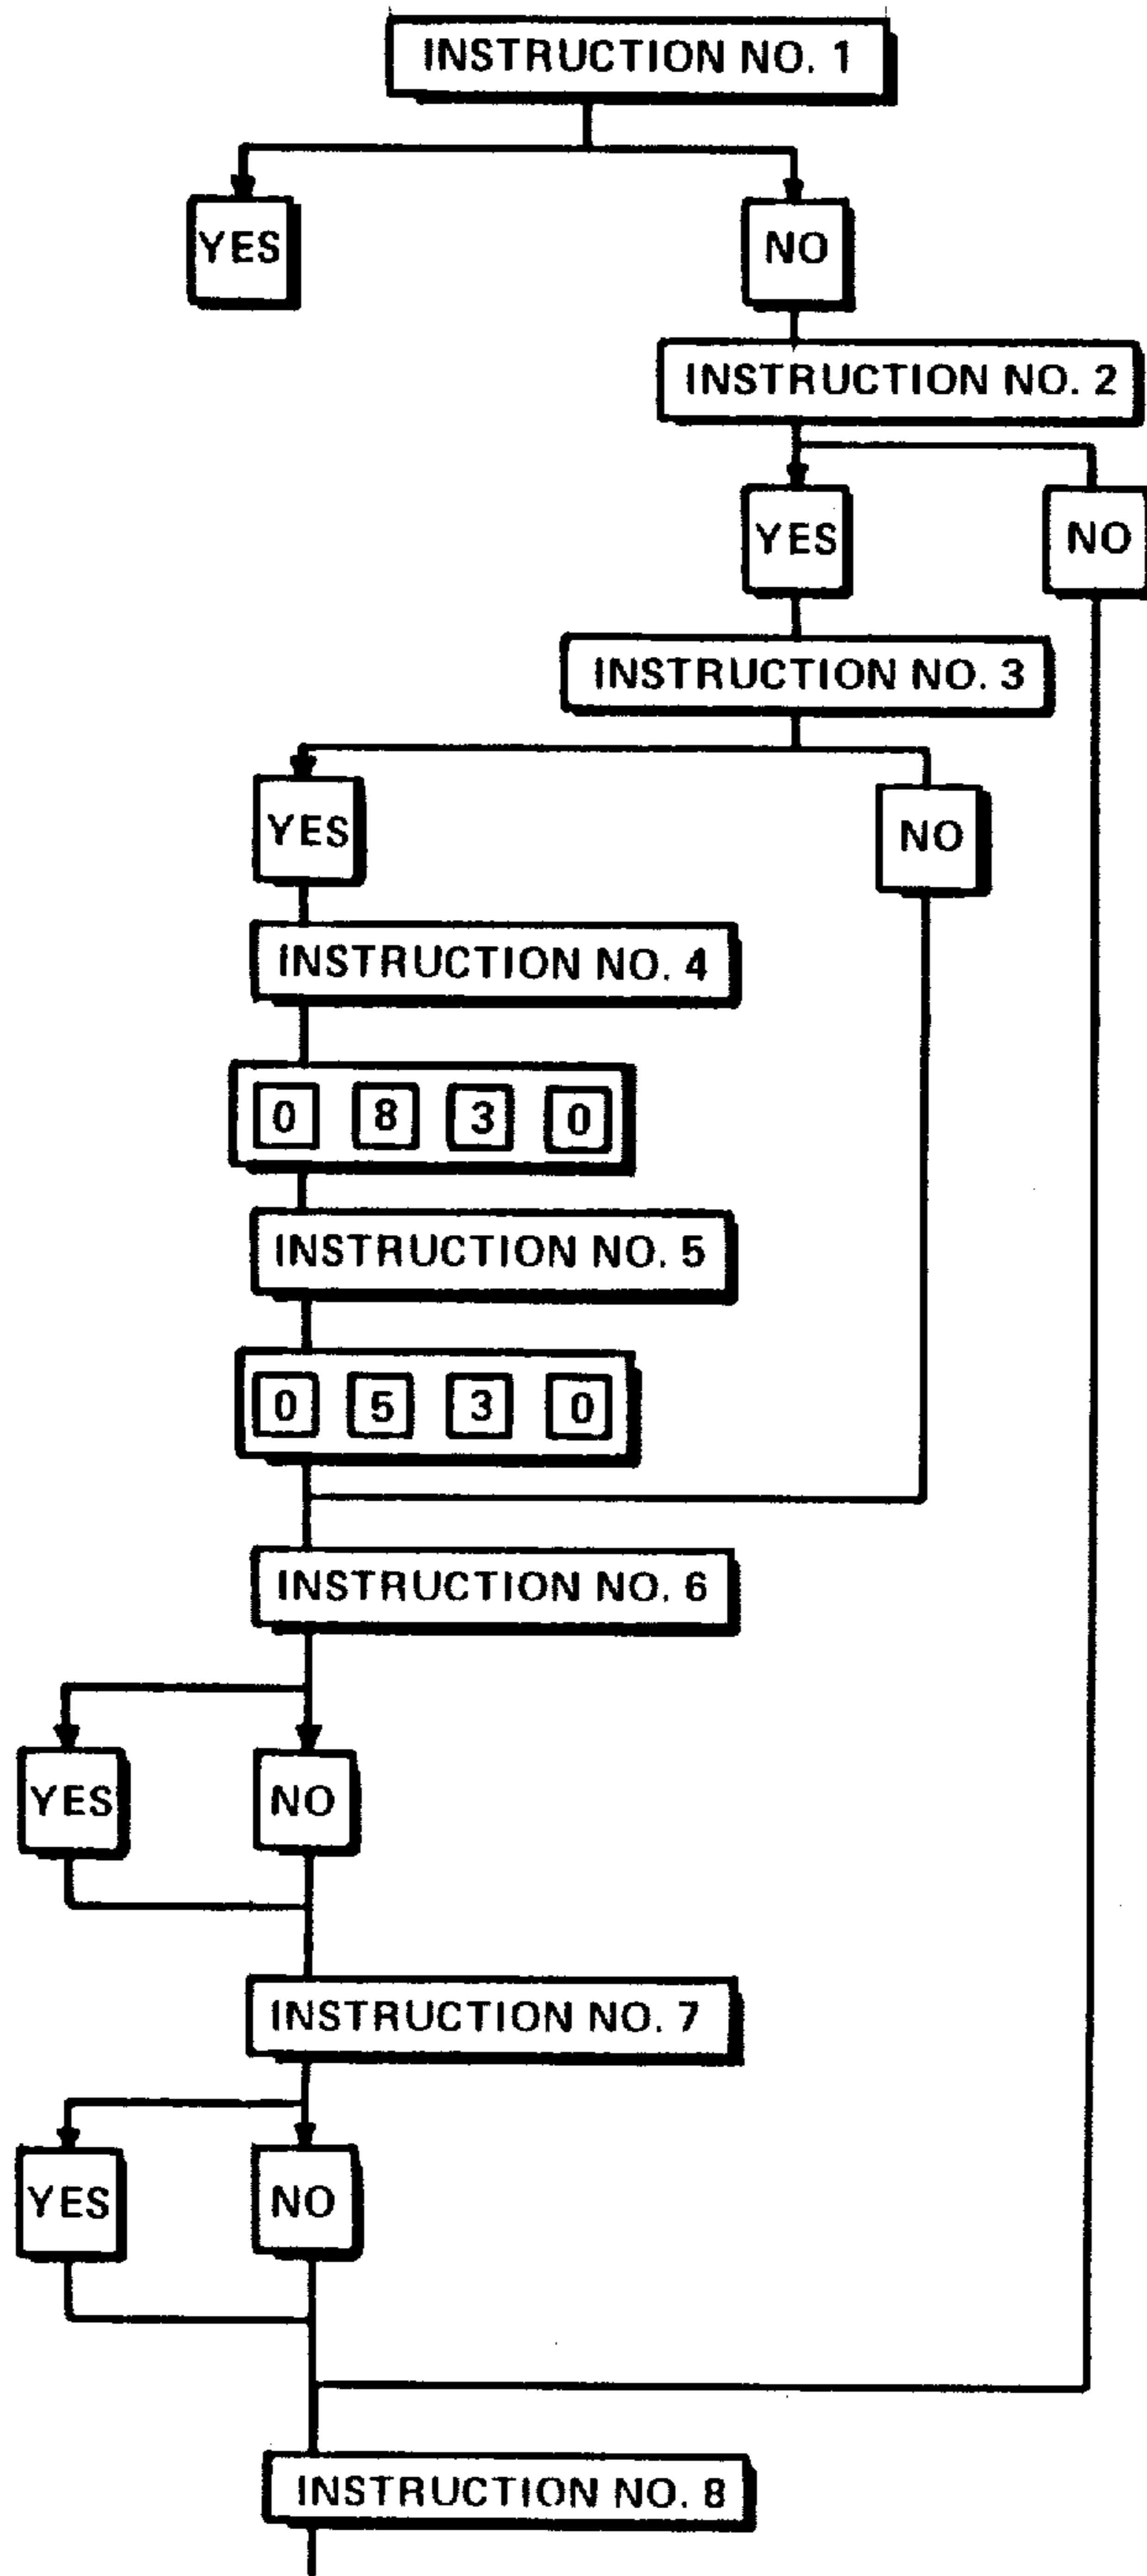 INSTRUCTION NO. 1
YES NO
INSTRUCTION NO. 2
YES NO
INSTRUCTION NO. 3
YES NO
INSTRUCTION NO. 4
0 8 3 0
INSTRUCTION NO. 5
0 5 3 0
INSTRUCTION NO. 6
YES NO
INSTRUCTION NO. 7
YES NO
INSTRUCTION NO. 8